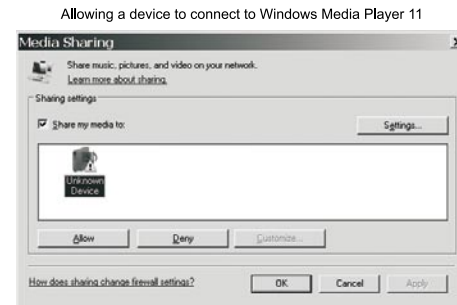 Allowing a device to connect to Windows Media Player 11
Media Sharing
Share music, pictures, and video on your network.
Learn more about sharing.
Sharing settings
Share my media to:
Settings...
Unknown
Device
Allow
Deny
Customize...
How does sharing change firewall settings?
OK
Cancel
Apply